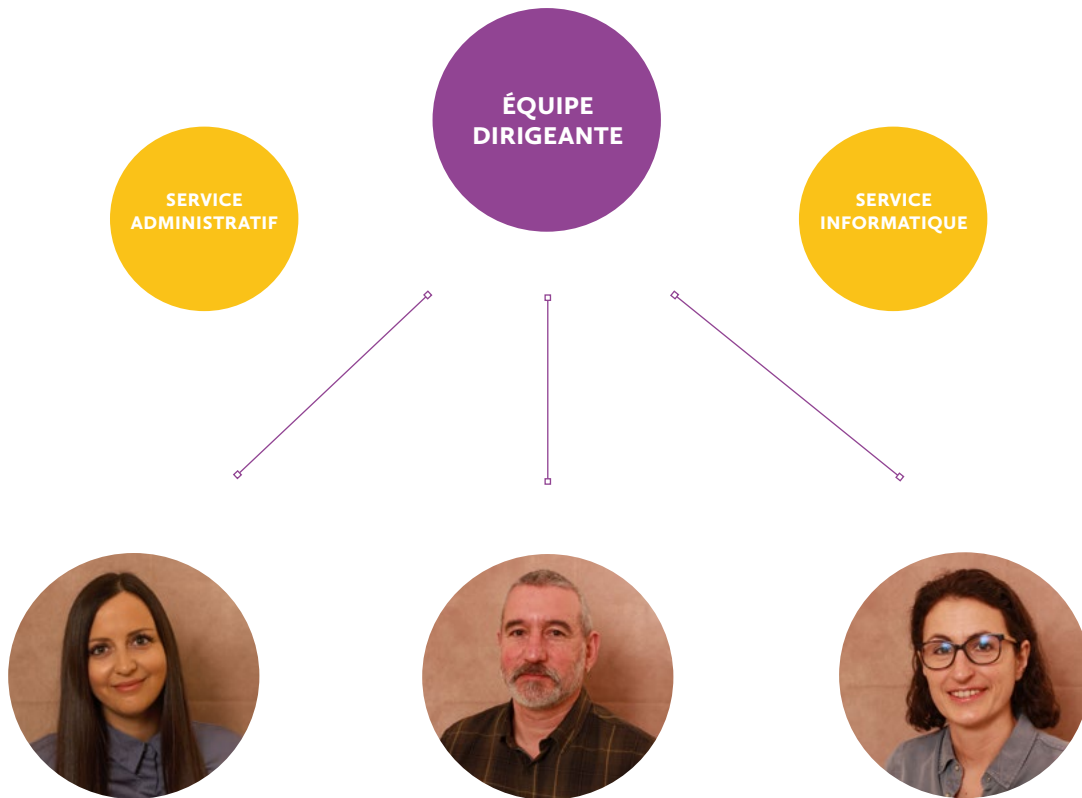 ÉQUIPE
DIRIGEANTE
SERVICE
ADMINISTRATIF
SERVICE
INFORMATIQUE